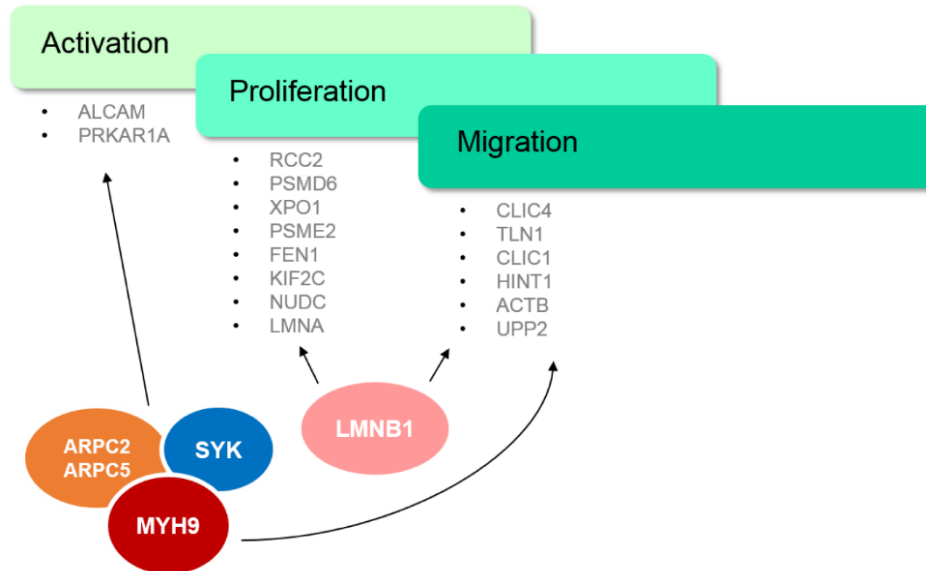 Activation
• ALCAM
• PRKAR1A
Proliferation
• RCC2
• PSMD6
• XPO1
• PSME2
• FEN1
• KIF2C
• NUDC
• LMNA
Migration
• CLIC4
• TLN1
• CLIC1
• HINT1
• ACTB
• UPP2
ARPC2
ARPC5
SYK
MYH9
LMNB1